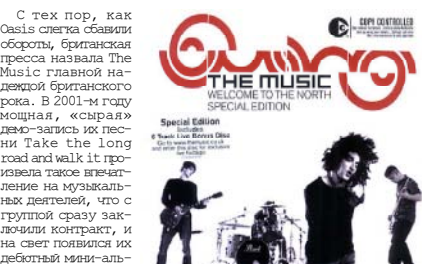 С тех пор, как
Oasis слегка сбавили
обороты, британская
пресса назвала The
Music главной на-
деждой британского
рока. В 2001-м году
мощная, «сырая»
демо-запись их пес-
ни Take the long
road and walk it про-
извела такое впечат-
ление на музыкаль-
ных деятелей, что с
группой сразу зак-
лючили контракт, и
на свет появился их
дебютный мини-аль-
COPY CONTROLLED
THE MUSIC
WELCOME TO THE NORTH
SPECIAL EDITION
Special Edition
Includes
6 Track Live Bonus Disc